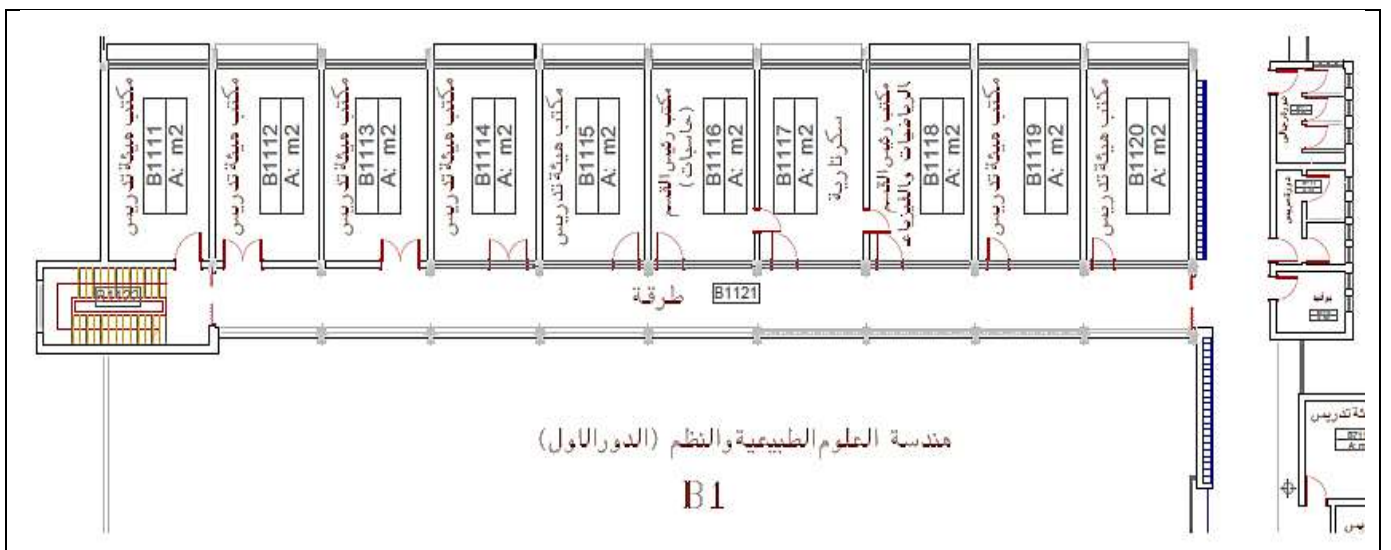 مكتب هيئة تدريس
B1111
A: m2
مكتب هيئة تدريس
B1112
A: m2
مكتب هيئة تدريس
B1113
A: m2
مكتب هيئة تدريس
B1114
A: m2
مكتب هيئة تدريس
B1115
A: m2
مكتب رئيس القسم
(حاسبات)
B1116
A: m2
B1117
A: m2
سكرتارية
مكتب رئيس القسم
الرياضيات والفيزياء
B1118
A: m2
مكتب هيئة تدريس
B1119
A: m2
مكتب هيئة تدريس
B1120
A: m2
طرقة
B1121
هندسة العلوم الطبيعية والنظم (الدور الاول)
B1
بوفيه